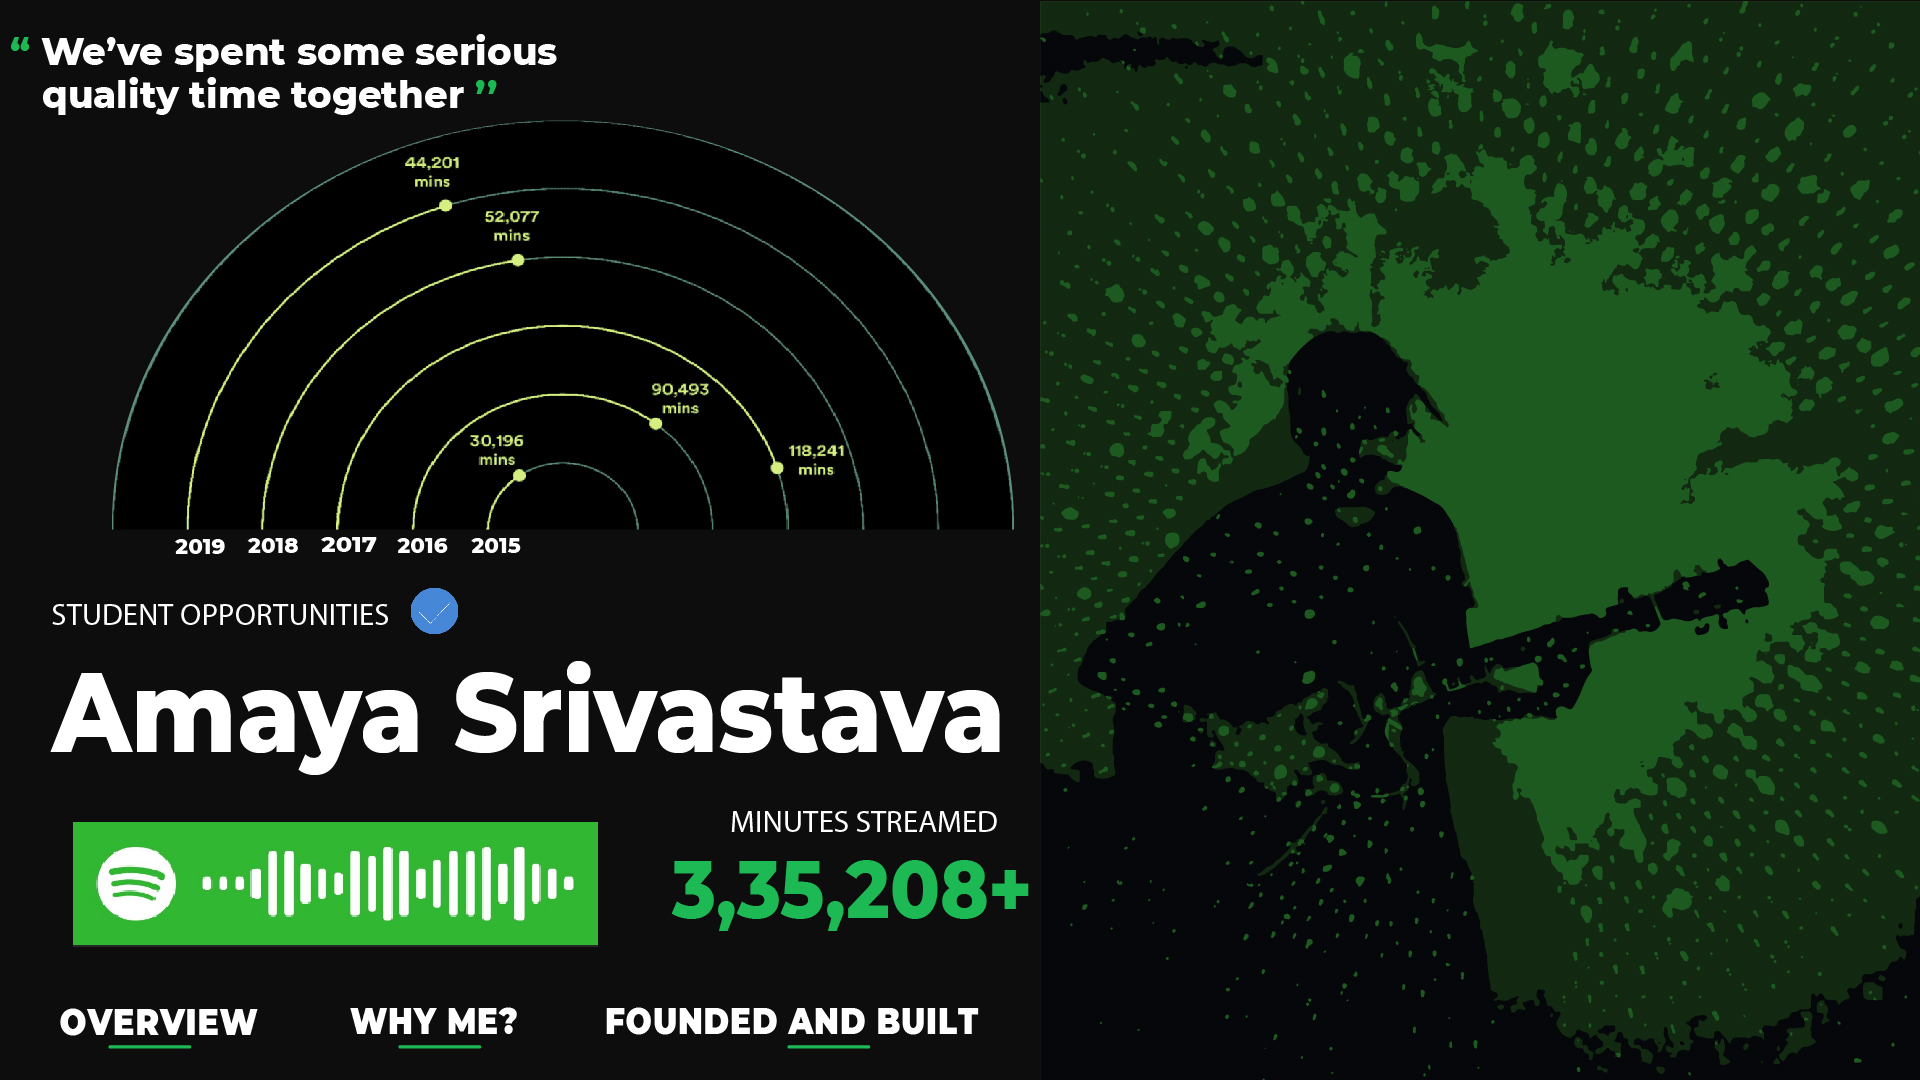 “ We’ve spent some serious
quality time together ”
44,201
mins
52,077
mins
90,493
mins
30,196
mins
118,241
mins
2019 2018 2017 2016 2015
STUDENT OPPORTUNITIES
Amaya Srivastava
MINUTES STREAMED
3,35,208+
OVERVIEW WHY ME? FOUNDED AND BUILT